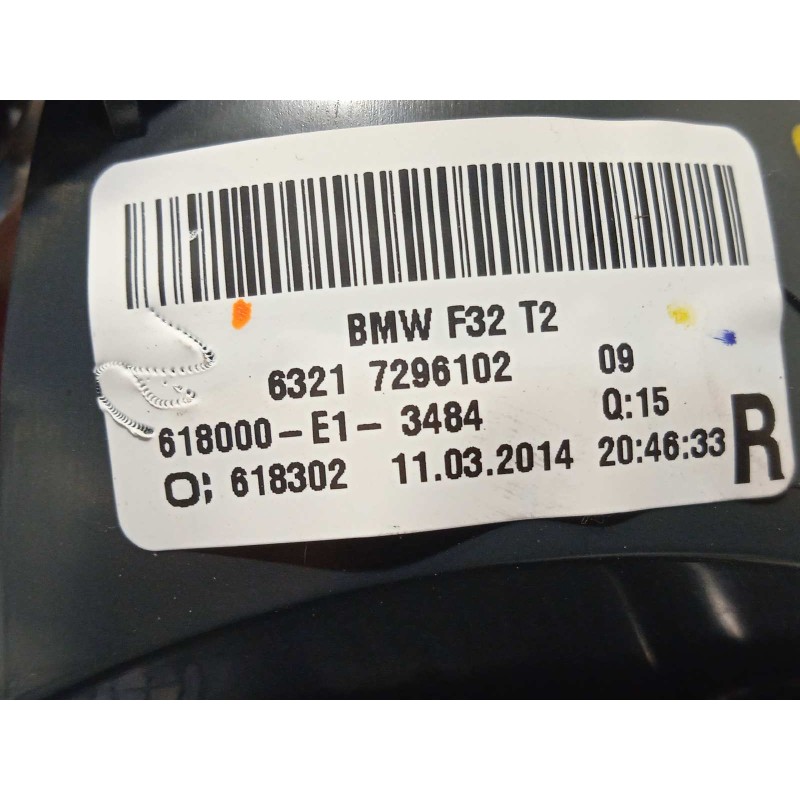 BMW F32 T2
6321 7296102 09
618000-E1- 3484 Q:15
O; 618302 11.03.2014 20:46:33 R